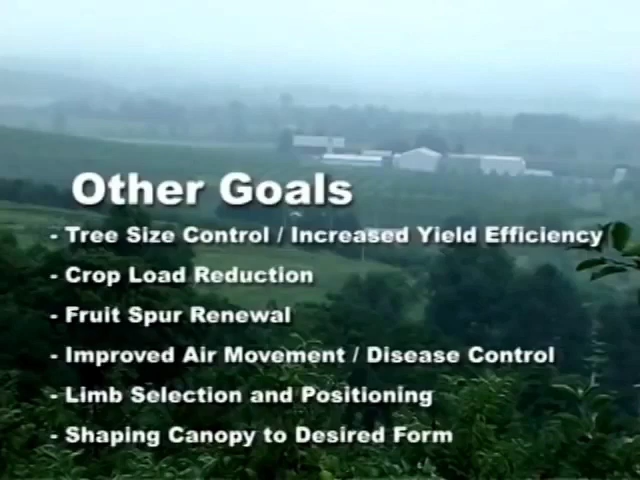 Other Goals
- Tree Size Control / Increased Yield Efficiency
- Crop Load Reduction
- Fruit Spur Renewal
- Improved Air Movement / Disease Control
- Limb Selection and Positioning
- Shaping Canopy to Desired Form